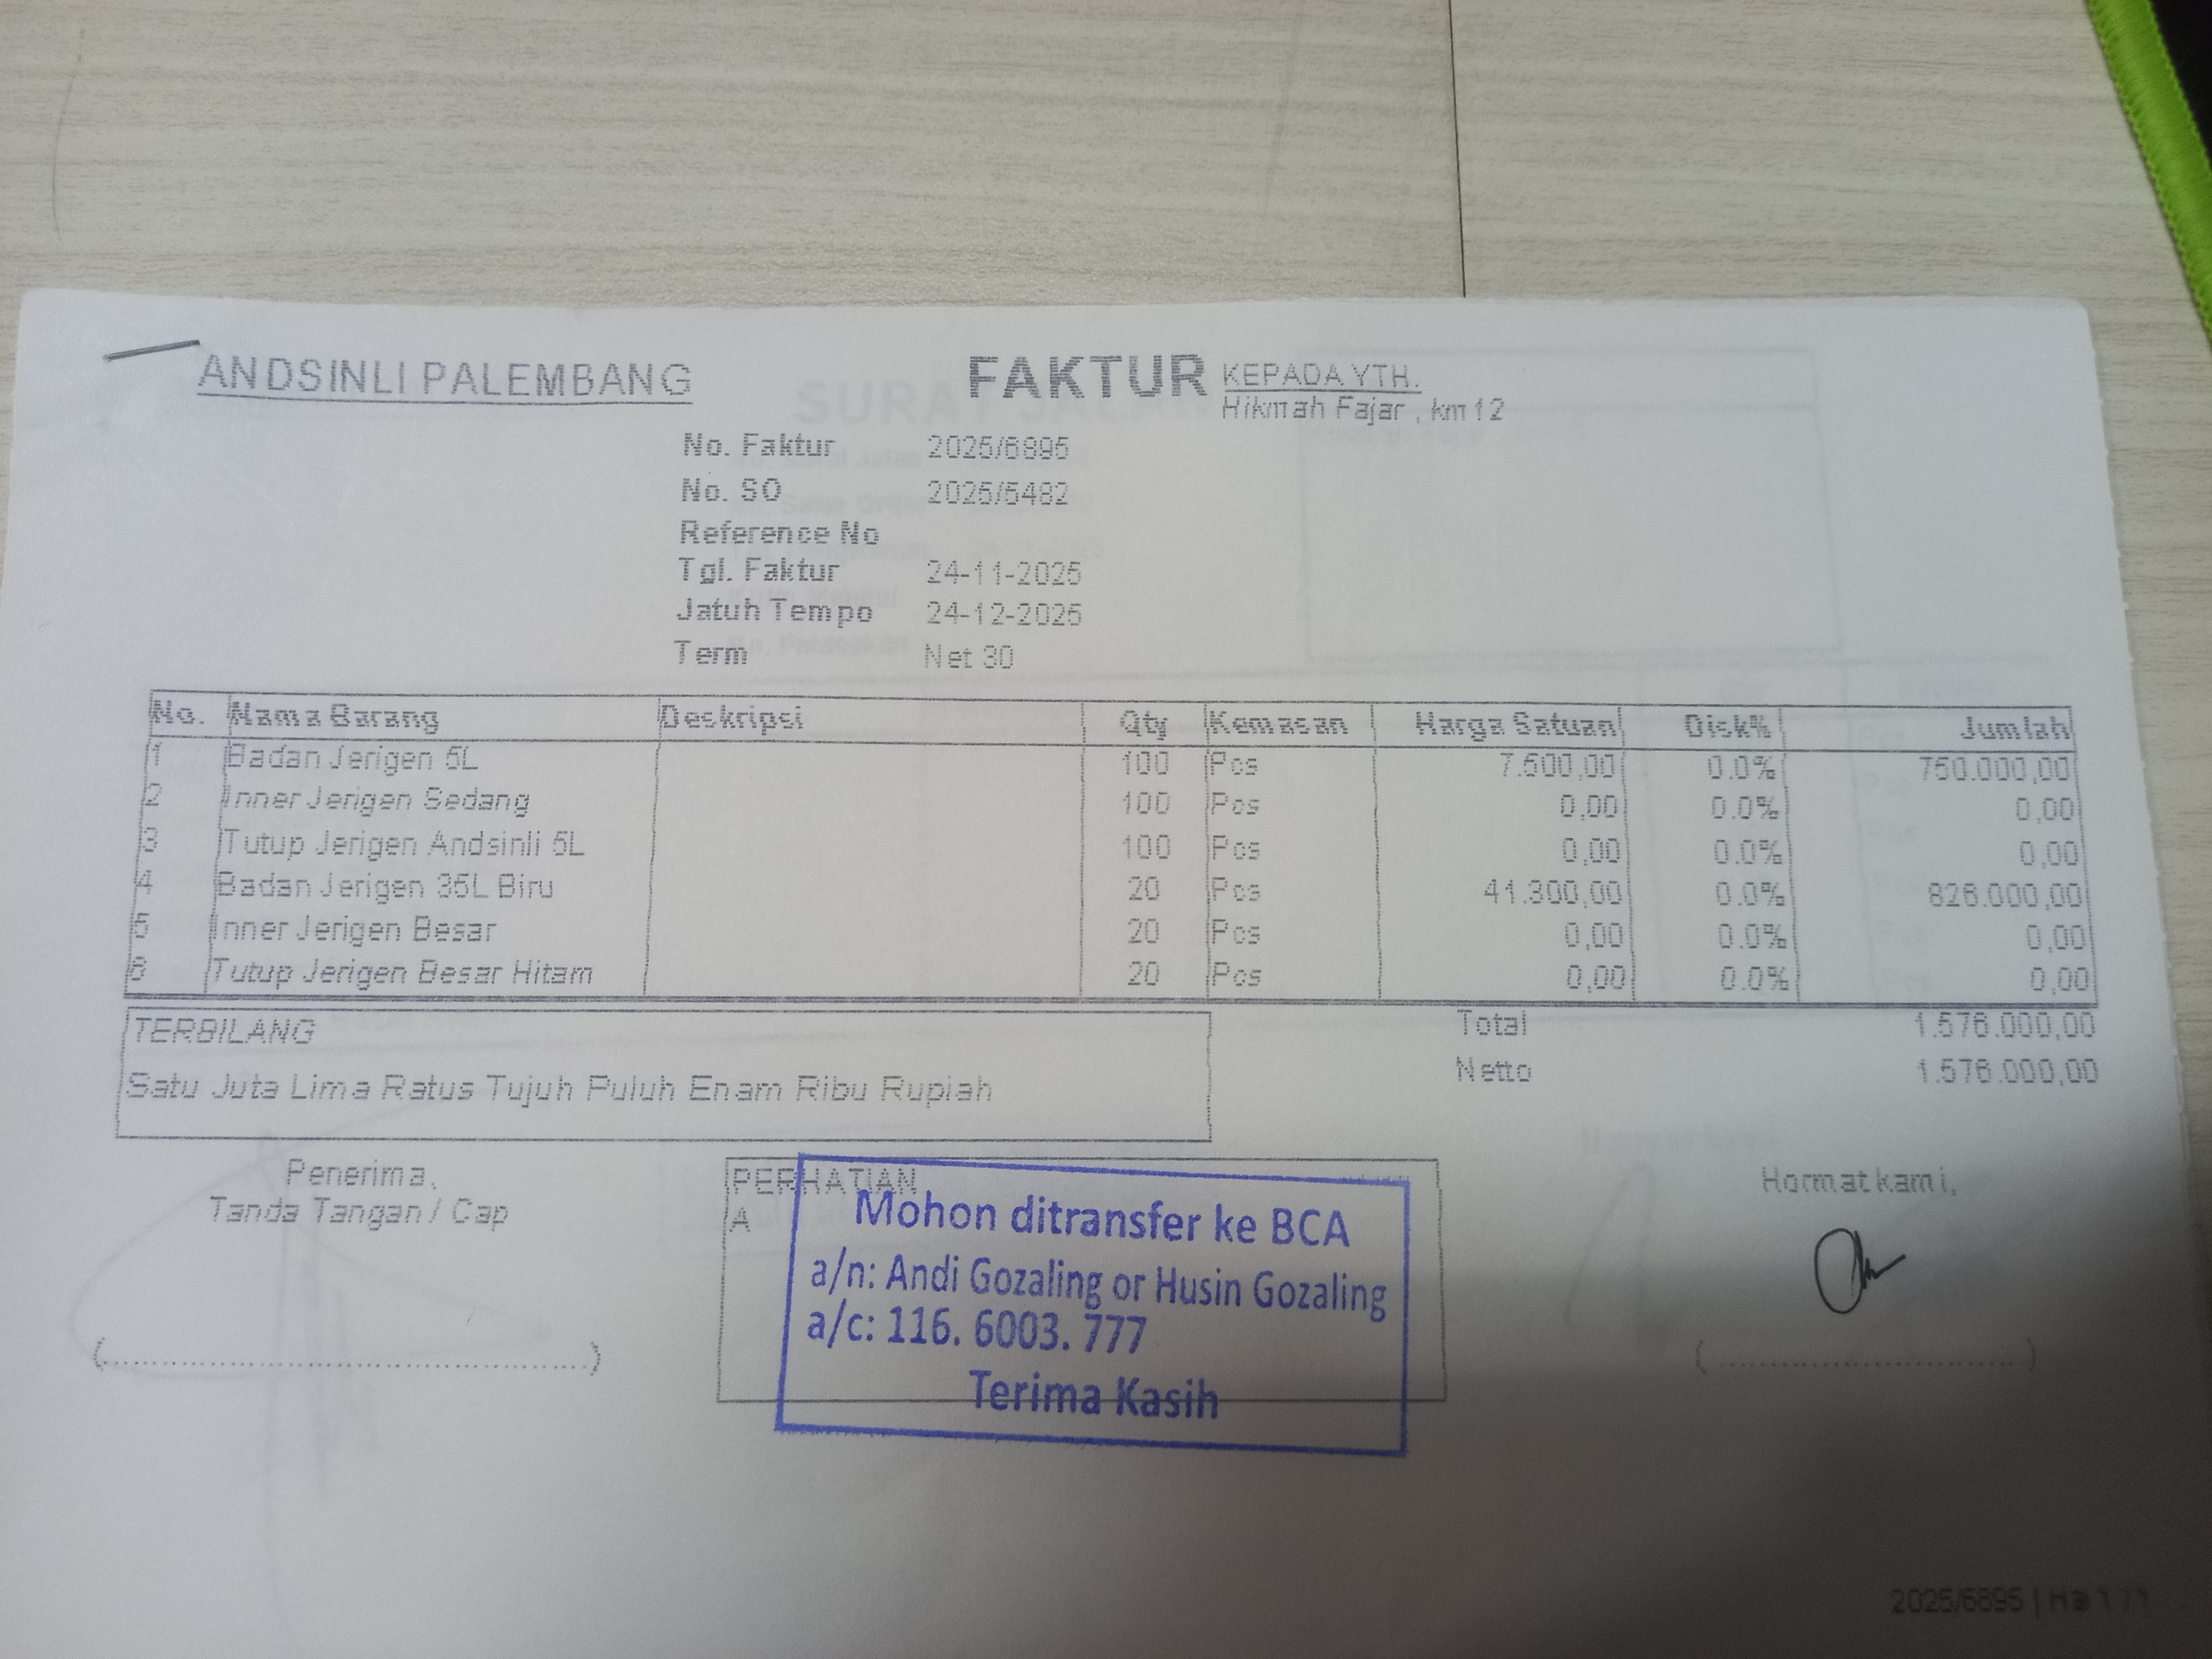 ANDSINLI PALEMBANG
FAKTUR
KEPADA YTH.
Hikmah Fajar , km12
No. Faktur 2025/6895
No. SO 2025/5482
Reference No
Tgl. Faktur 24-11-2025
Jatuh Tempo 24-12-2025
Term Net 30
No. Nama Barang Deskripsi Qty Kemasan Harga Satuan Disk% Jumlah
1 Badan Jerigen 5L 100 Pcs 7.500,00 0.0% 750.000,00
2 Inner Jerigen Sedang 100 Pcs 0,00 0.0% 0,00
3 Tutup Jerigen Andsinli 5L 100 Pcs 0,00 0.0% 0,00
4 Badan Jerigen 35L Biru 20 Pcs 41.300,00 0.0% 826.000,00
5 Inner Jerigen Besar 20 Pcs 0,00 0.0% 0,00
6 Tutup Jerigen Besar Hitam 20 Pcs 0,00 0.0% 0,00
TERBILANG
Satu Juta Lima Ratus Tujuh Puluh Enam Ribu Rupiah
Total 1.576.000,00
Netto 1.576.000,00
Penerima,
Tanda Tangan / Cap
PERHATIAN
A
Mohon ditransfer ke BCA
a/n: Andi Gozaling or Husin Gozaling
a/c: 116. 6003. 777
Terima Kasih
Hormat kami,
2025/6895 | Hal 1 / 1